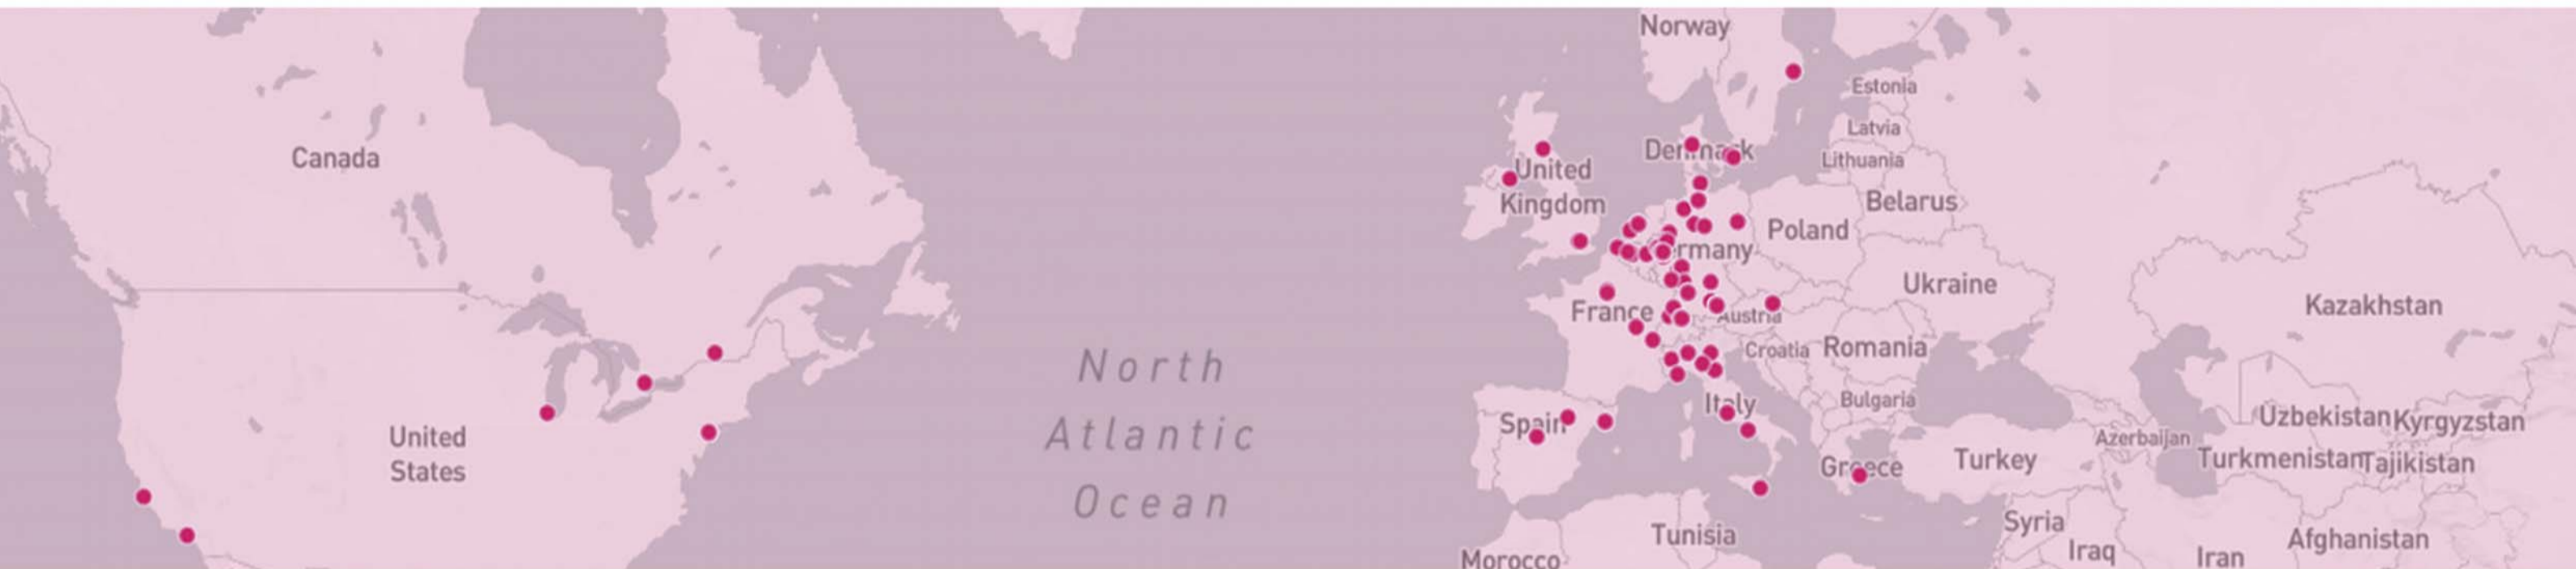 Norway
Estonia
Canada
Latvia
Denmark
Lithuania
United
Kingdom
Belarus
Poland
rmany
Ukraine
France
Kazakhstan
Austria
Croatia
Romania
North
Atlantic
Ocean
Italy
Bulgaria
Spain
Uzbekistan
Kyrgyzstan
United
States
Azerbaijan
Greece
Turkey
Turkmenistan
Tajikistan
Syria
Tunisia
Afghanistan
Morocco
Iraq
Iran